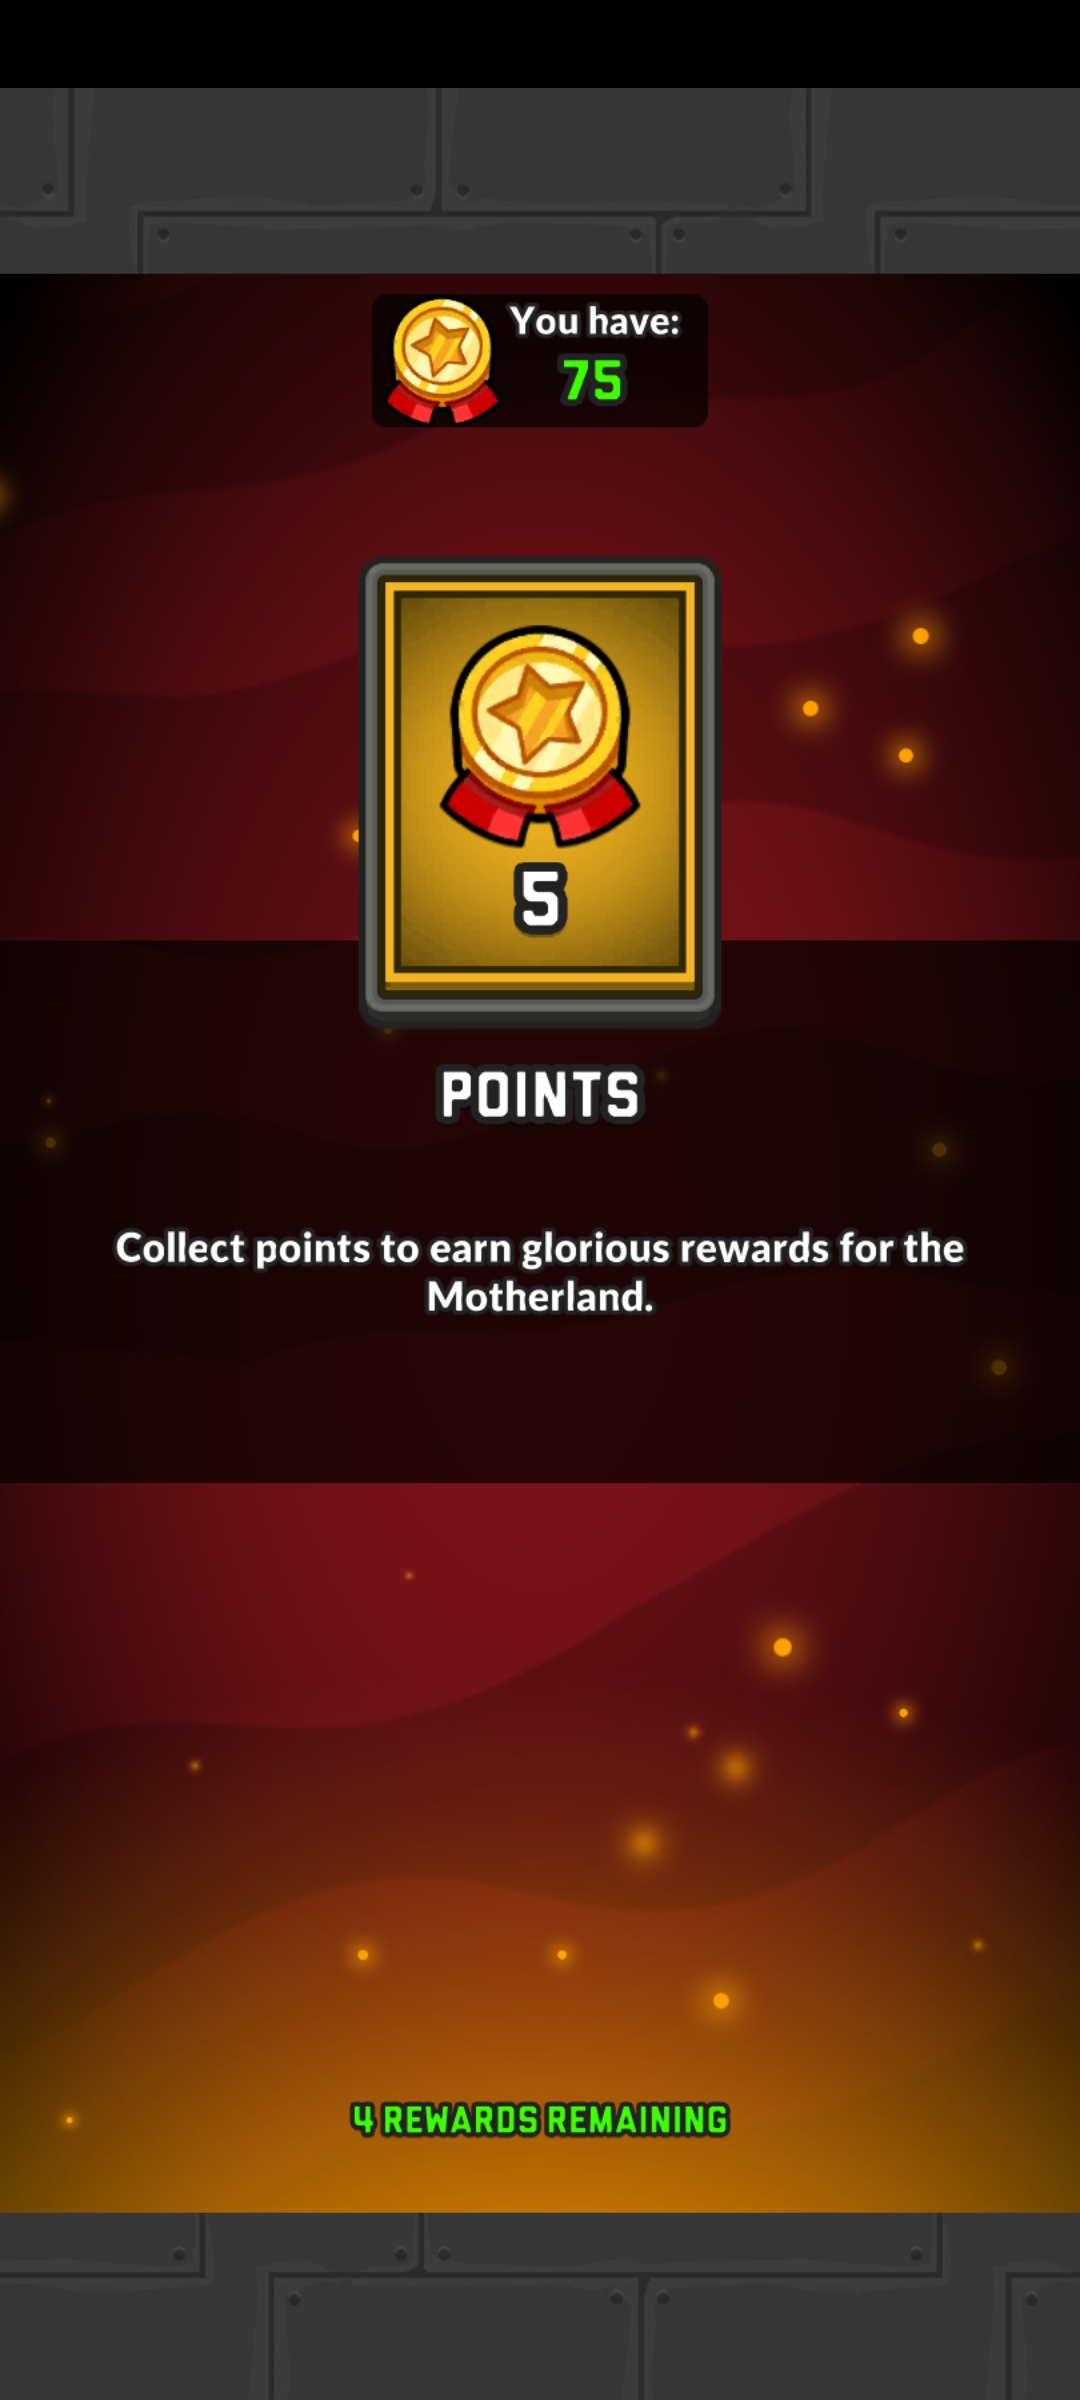 You have:
75
5
POINTS
Collect points to earn glorious rewards for the
Motherland.
4 REWARDS REMAINING